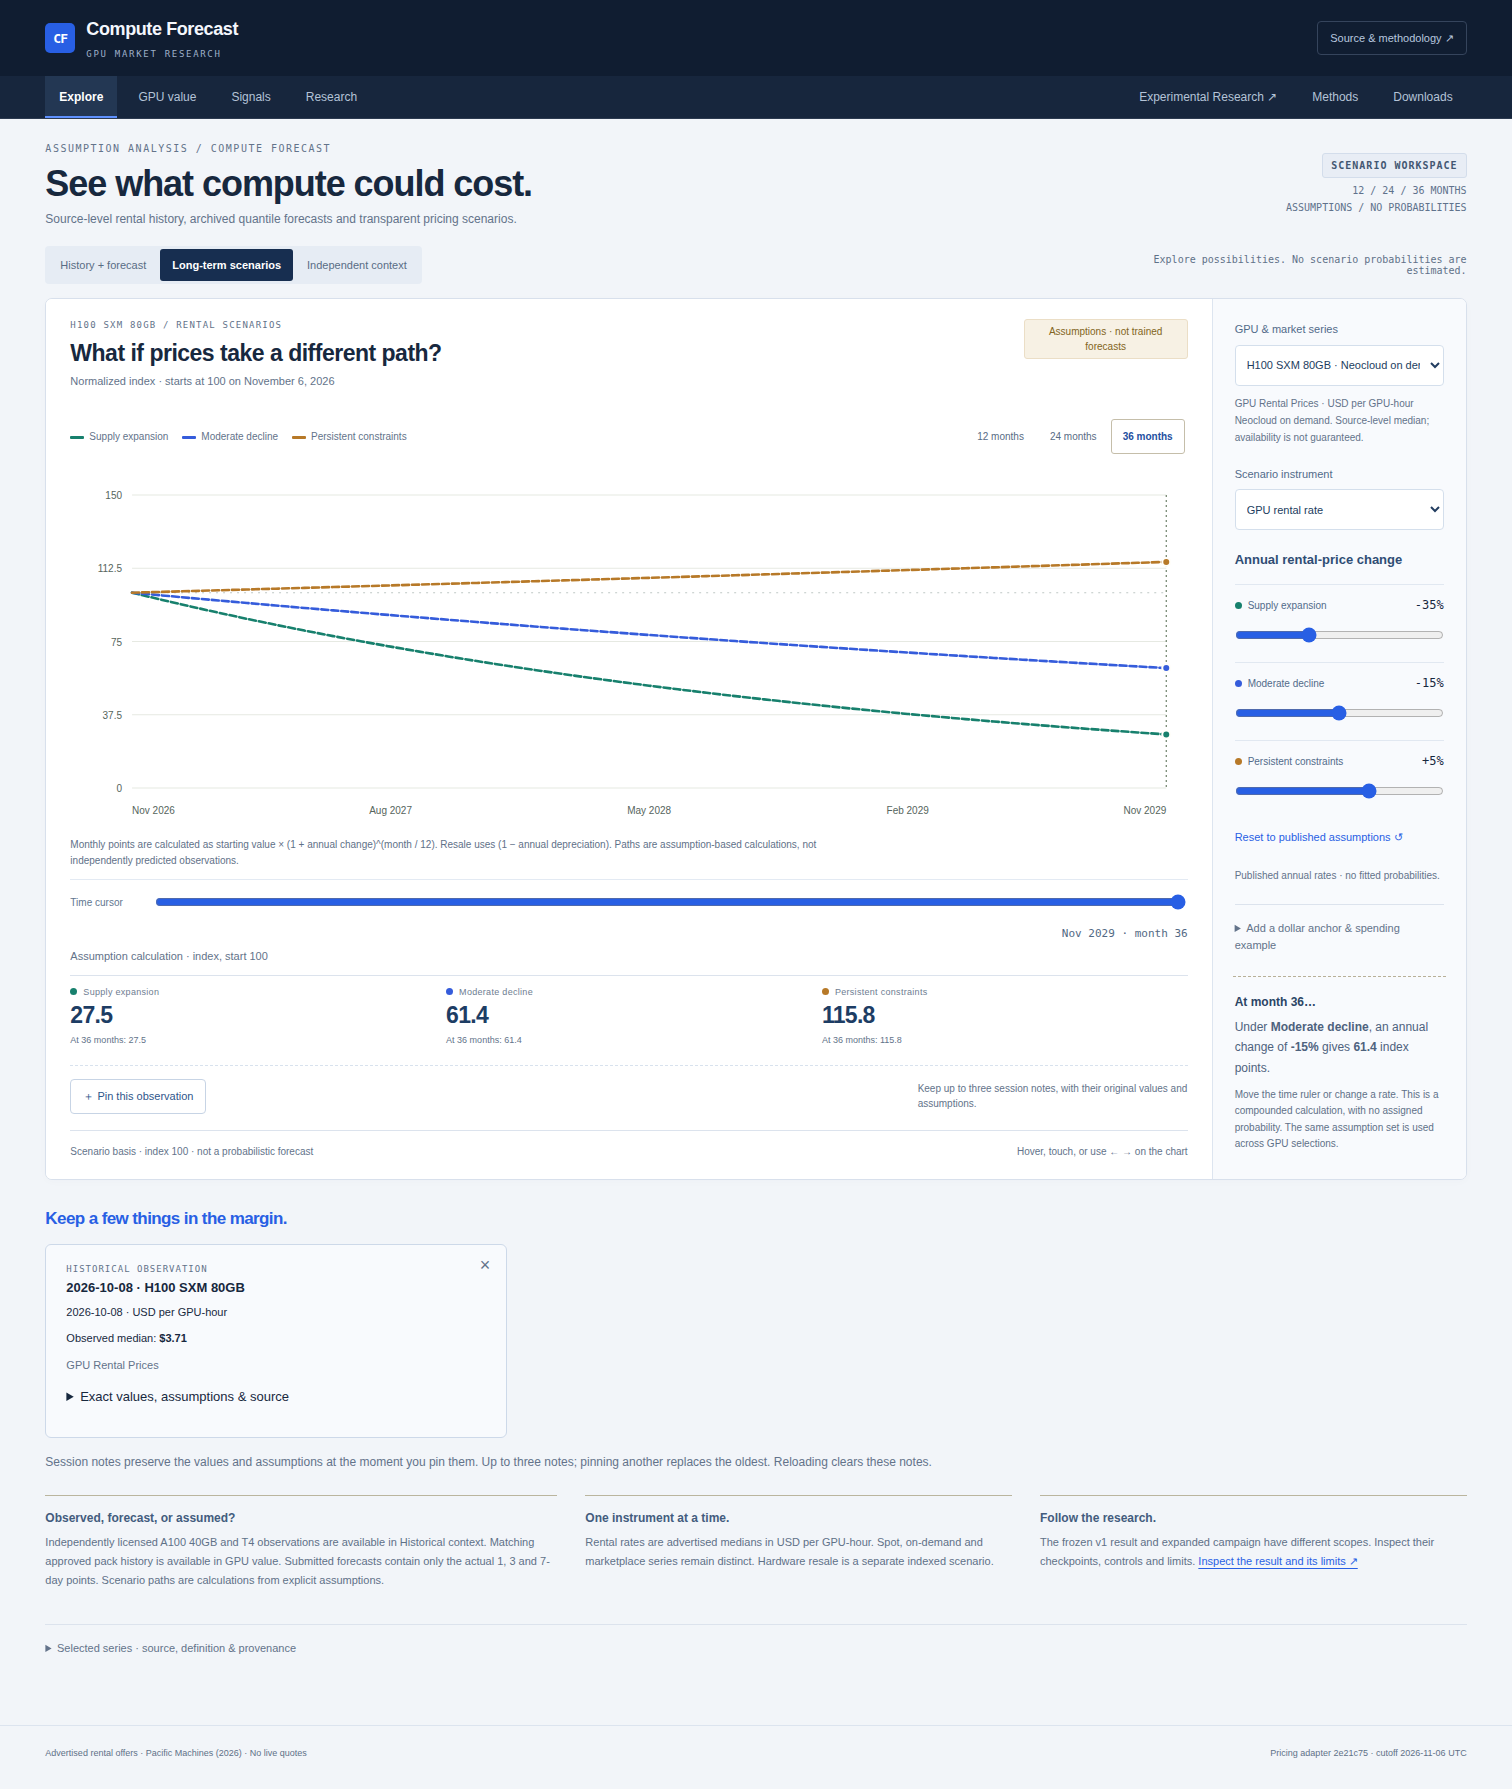 CF
Compute Forecast
GPU MARKET RESEARCH
Source & methodology ↗
Explore
GPU value
Signals
Research
Experimental Research ↗
Methods
Downloads
ASSUMPTION ANALYSIS / COMPUTE FORECAST
See what compute could cost.
Source-level rental history, archived quantile forecasts and transparent pricing scenarios.
SCENARIO WORKSPACE
12 / 24 / 36 MONTHS
ASSUMPTIONS / NO PROBABILITIES
History + forecast
Long-term scenarios
Independent context
Explore possibilities. No scenario probabilities are
estimated.
H100 SXM 80GB / RENTAL SCENARIOS
What if prices take a different path?
Normalized index · starts at 100 on November 6, 2026
Assumptions · not trained
forecasts
Supply expansion
Moderate decline
Persistent constraints
12 months
24 months
36 months
150
112.5
75
37.5
0
Nov 2026
Aug 2027
May 2028
Feb 2029
Nov 2029
Monthly points are calculated as starting value × (1 + annual change)^(month / 12). Resale uses (1 − annual depreciation). Paths are assumption-based calculations, not
independently predicted observations.
Time cursor
Nov 2029 · month 36
Assumption calculation · index, start 100
Supply expansion
27.5
At 36 months: 27.5
Moderate decline
61.4
At 36 months: 61.4
Persistent constraints
115.8
At 36 months: 115.8
+ Pin this observation
Keep up to three session notes, with their original values and
assumptions.
Scenario basis · index 100 · not a probabilistic forecast
Hover, touch, or use ← → on the chart
GPU & market series
H100 SXM 80GB · Neocloud on der
GPU Rental Prices · USD per GPU-hour
Neocloud on demand. Source-level median;
availability is not guaranteed.
Scenario instrument
GPU rental rate
Annual rental-price change
Supply expansion
-35%
Moderate decline
-15%
Persistent constraints
+5%
Reset to published assumptions ↺
Published annual rates · no fitted probabilities.
▶ Add a dollar anchor & spending
example
At month 36…
Under Moderate decline, an annual
change of -15% gives 61.4 index
points.
Move the time ruler or change a rate. This is a
compounded calculation, with no assigned
probability. The same assumption set is used
across GPU selections.
Keep a few things in the margin.
HISTORICAL OBSERVATION
×
2026-10-08 · H100 SXM 80GB
2026-10-08 · USD per GPU-hour
Observed median: $3.71
GPU Rental Prices
▶ Exact values, assumptions & source
Session notes preserve the values and assumptions at the moment you pin them. Up to three notes; pinning another replaces the oldest. Reloading clears these notes.
Observed, forecast, or assumed?
Independently licensed A100 40GB and T4 observations are available in Historical context. Matching
approved pack history is available in GPU value. Submitted forecasts contain only the actual 1, 3 and 7-
day points. Scenario paths are calculations from explicit assumptions.
One instrument at a time.
Rental rates are advertised medians in USD per GPU-hour. Spot, on-demand and
marketplace series remain distinct. Hardware resale is a separate indexed scenario.
Follow the research.
The frozen v1 result and expanded campaign have different scopes. Inspect their
checkpoints, controls and limits. Inspect the result and its limits ↗
▶ Selected series · source, definition & provenance
Advertised rental offers · Pacific Machines (2026) · No live quotes
Pricing adapter 2e21c75 · cutoff 2026-11-06 UTC